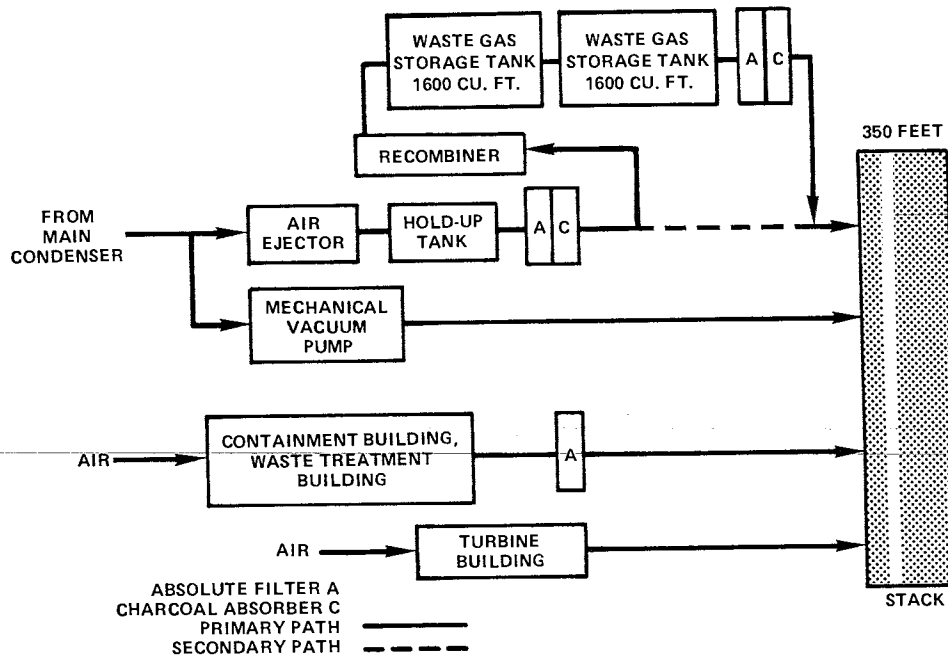 WASTE GAS
STORAGE TANK
1600 CU. FT.
WASTE GAS
STORAGE TANK
1600 CU. FT.
A
C
350 FEET
RECOMBINER
FROM
MAIN
CONDENSER
AIR
EJECTOR
HOLD-UP
TANK
A
C
MECHANICAL
VACUUM
PUMP
AIR
CONTAINMENT BUILDING,
WASTE TREATMENT
BUILDING
A
AIR
TURBINE
BUILDING
STACK
ABSOLUTE FILTER A
CHARCOAL ABSORBER C
PRIMARY PATH
SECONDARY PATH